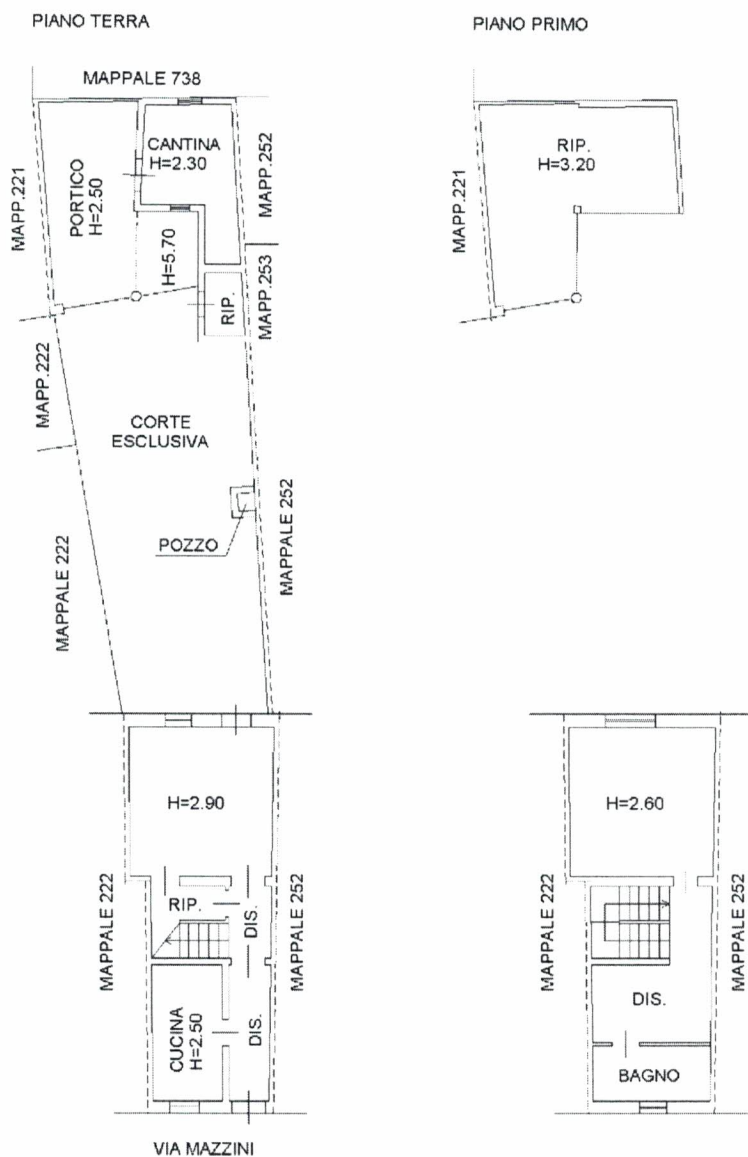 PIANO TERRA
PIANO PRIMO
MAPPALE 738
CANTINA
H=2.30
PORTICO
H=2.50
MAPP.221
MAPP.252
H=5.70
RIP.
MAPP.253
MAPP.222
CORTE
ESCLUSIVA
POZZO
MAPPALE 222
MAPPALE 252
RIP.
H=3.20
MAPP.221
H=2.90
RIP.
DIS.
MAPPALE 222
MAPPALE 252
CUCINA
H=2.50
DIS.
VIA MAZZINI
H=2.60
MAPPALE 222
MAPPALE 252
DIS.
BAGNO